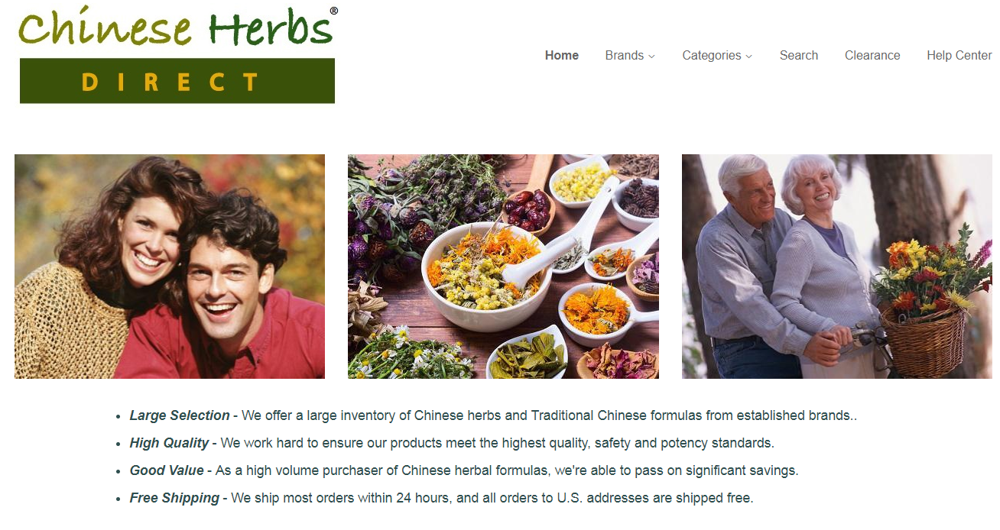 Chinese Herbs®
DIRECT
Home Brands Categories Search Clearance Help Center
• Large Selection - We offer a large inventory of Chinese herbs and Traditional Chinese formulas from established brands..
• High Quality - We work hard to ensure our products meet the highest quality, safety and potency standards.
• Good Value - As a high volume purchaser of Chinese herbal formulas, we're able to pass on significant savings.
• Free Shipping - We ship most orders within 24 hours, and all orders to U.S. addresses are shipped free.